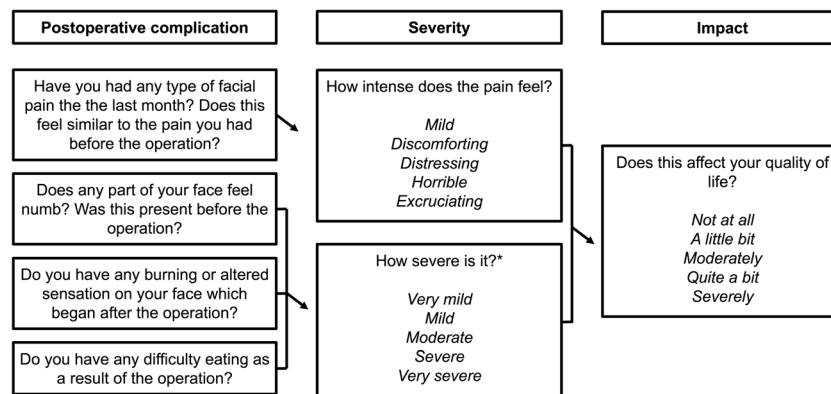 Postoperative complication
Severity
Impact
Have you had any type of facial
pain the the last month? Does this
feel similar to the pain you had
before the operation?
Does any part of your face feel
numb? Was this present before the
operation?
Do you have any burning or altered
sensation on your face which
began after the operation?
Do you have any difficulty eating as
a result of the operation?
How intense does the pain feel?
Mild
Discomforting
Distressing
Horrible
Excruciating
How severe is it?*
Very mild
Mild
Moderate
Severe
Very severe
Does this affect your quality of
life?
Not at all
A little bit
Moderately
Quite a bit
Severely